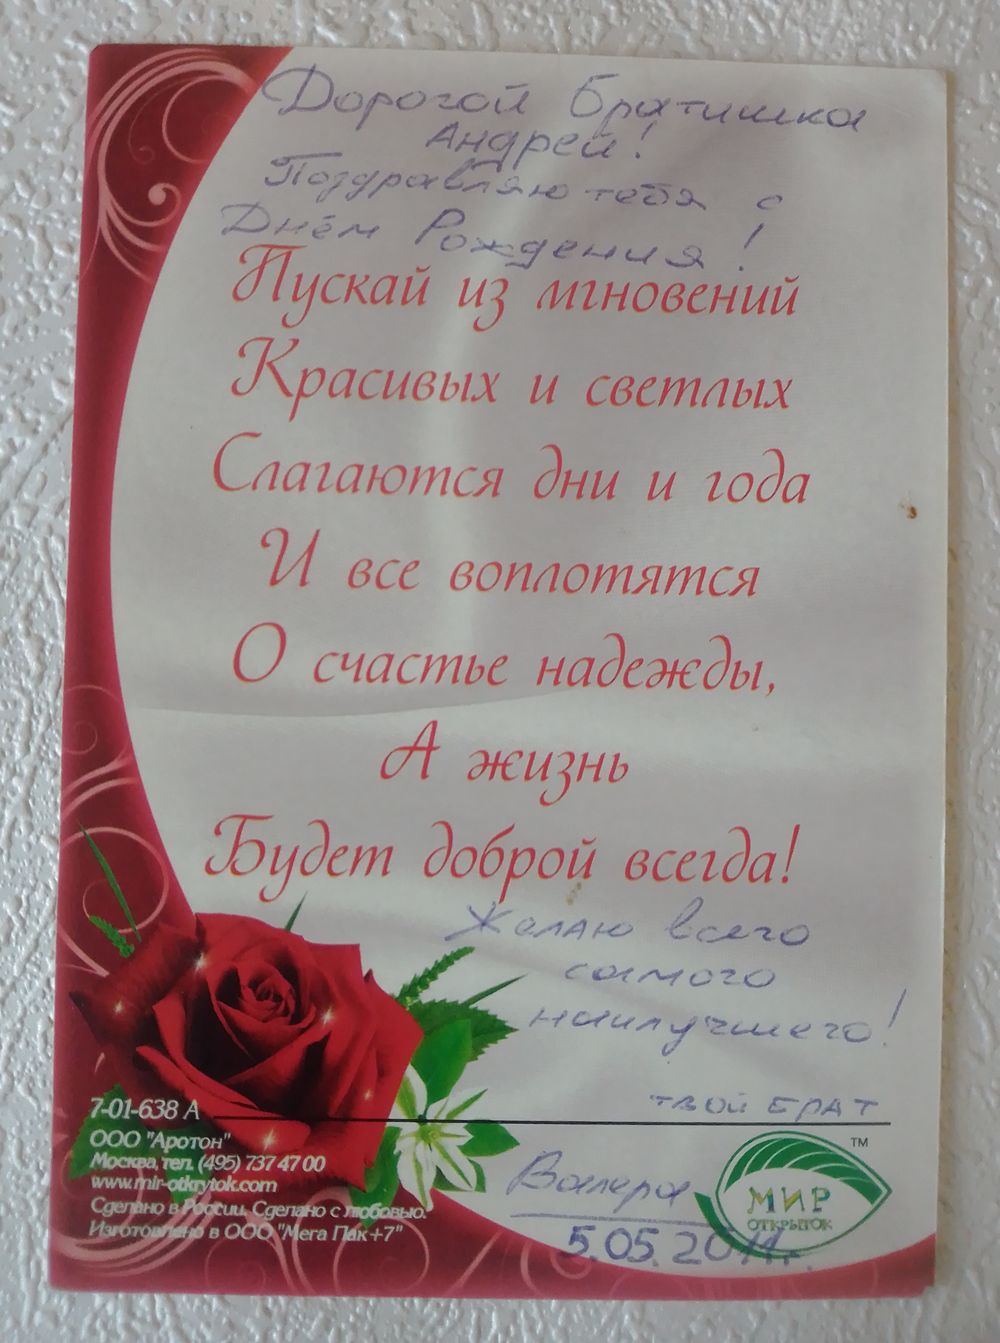 Дорогой Братишка
Андрей!
Поздравляю тебя с
Днём Рождения!
Пускай из мгновений
Красивых и светлых
Слагаются дни и года
И все воплотятся
О счастье надежды,
А жизнь
Будет доброй всегда!
Желаю всего
самого
наилучшего!
твой брат
Валера
5.05.2011г.
7-01-638 А
ООО "Аротон"
Москва, тел. (495) 737 47 00
www.mir-otkrytok.com
Сделано в России. Сделано с любовью.
Изготовлено в ООО "Мега Пак+7"
МИР
ОТКРЫТОК
TM